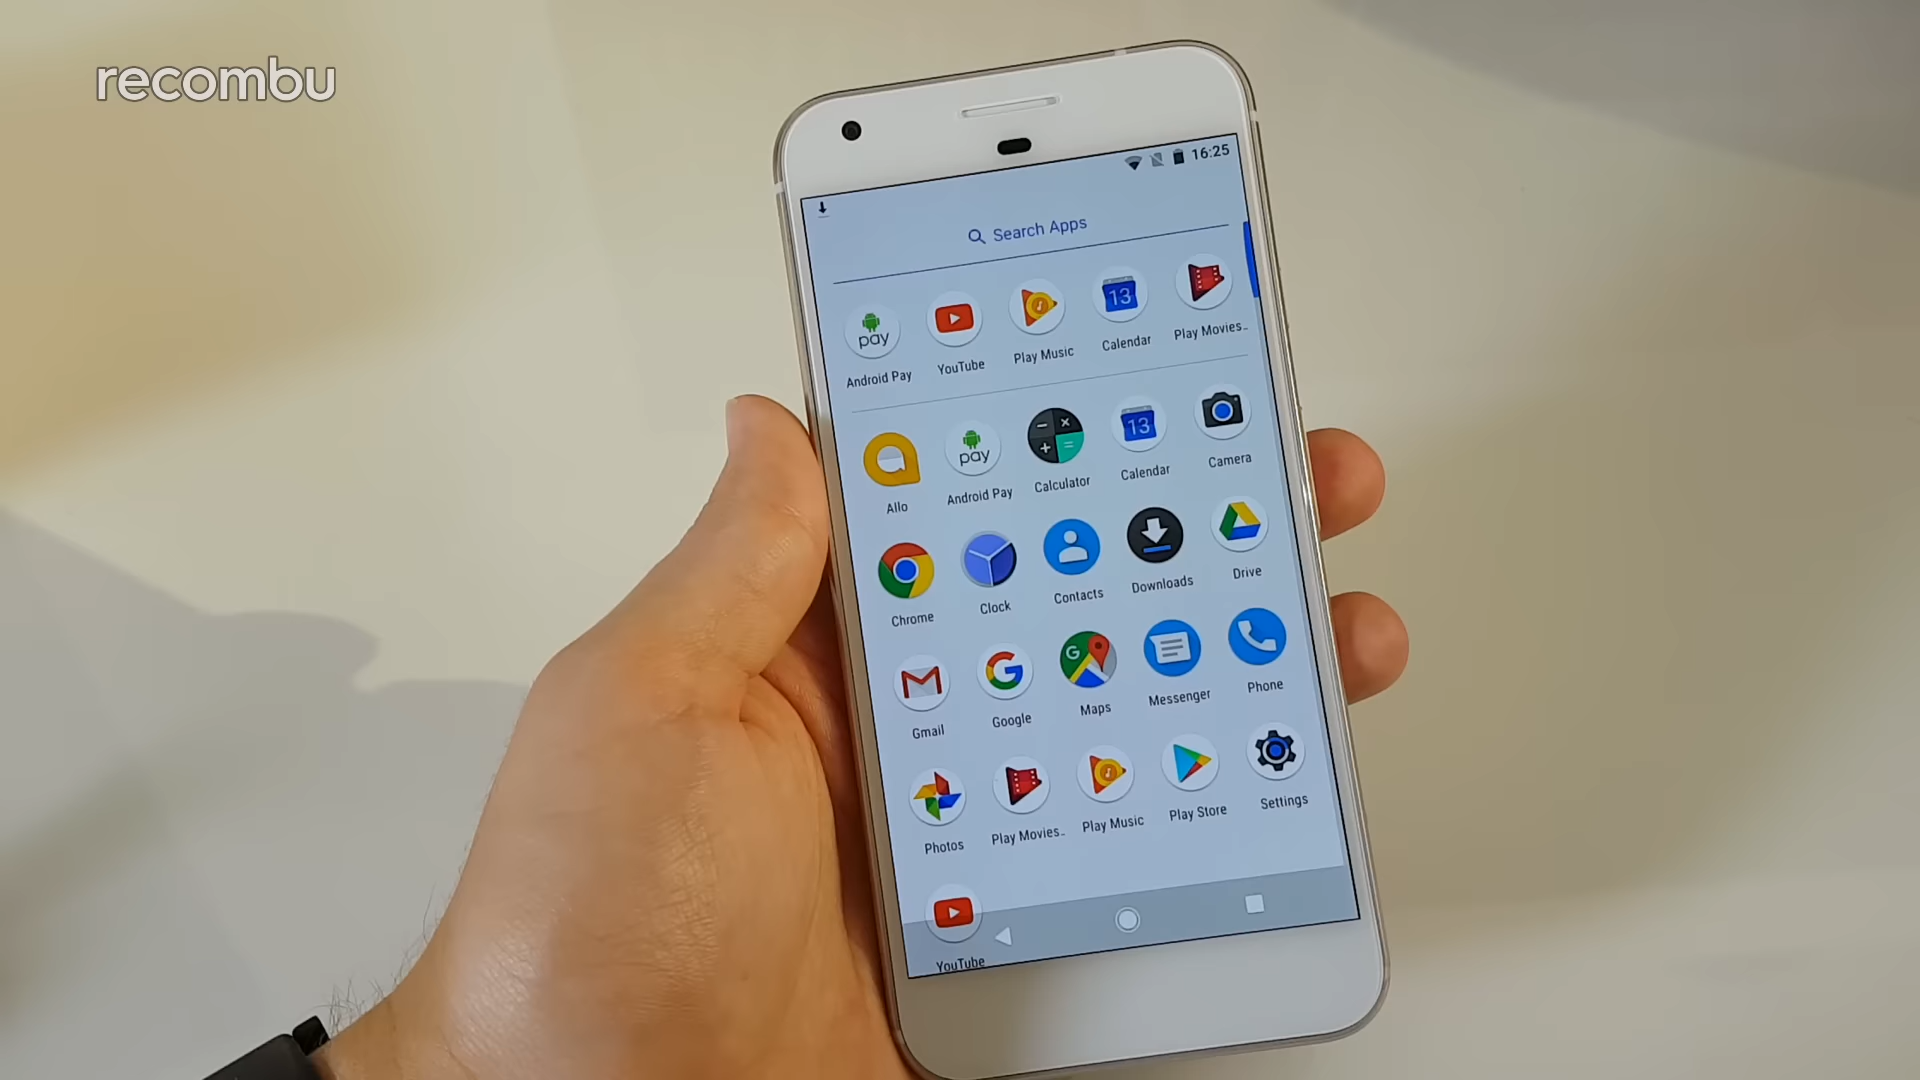 recombu
16:25
Search Apps
pay
13
Android Pay YouTube Play Music Calendar Play Movies..
pay
13
Allo Android Pay Calculator Calendar Camera
Chrome Clock Contacts Downloads Drive
G
G
Gmail Google Maps Messenger Phone
Photos Play Movies.. Play Music Play Store Settings
YouTube